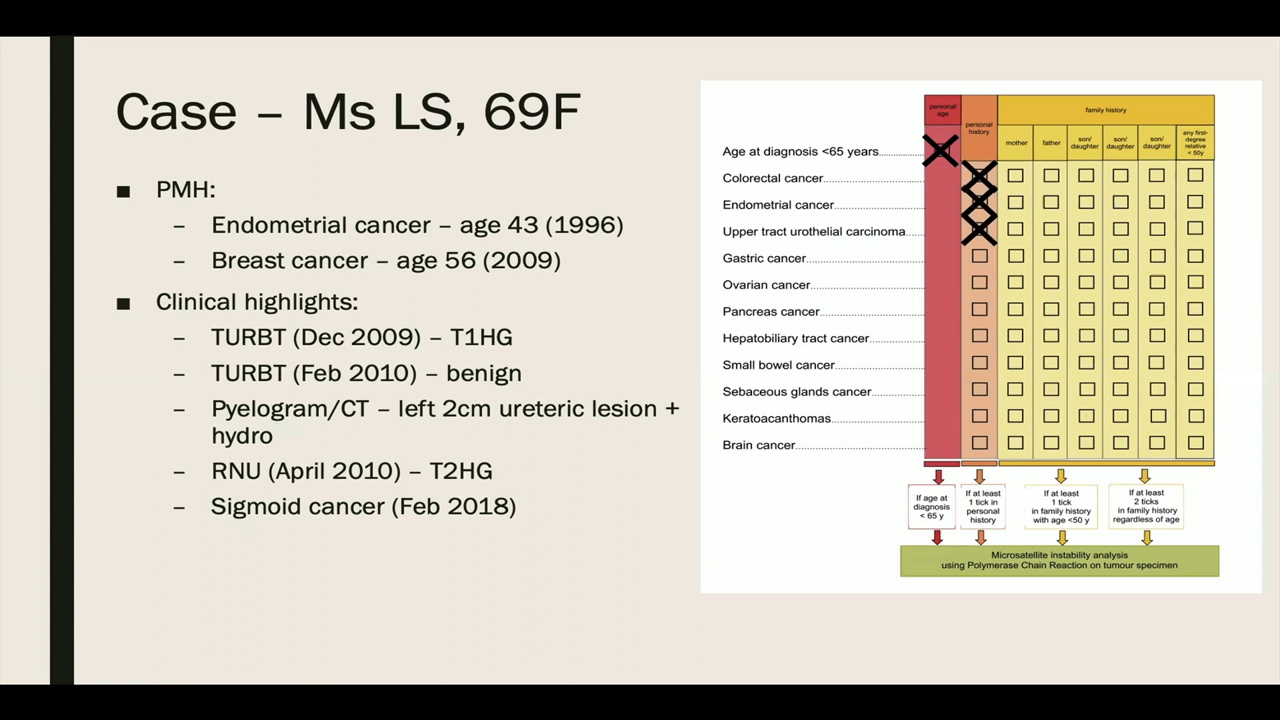 Case – Ms LS, 69F
■ PMH:
– Endometrial cancer – age 43 (1996)
– Breast cancer – age 56 (2009)
■ Clinical highlights:
– TURBT (Dec 2009) – T1HG
– TURBT (Feb 2010) – benign
– Pyelogram/CT – left 2cm ureteric lesion +
hydro
– RNU (April 2010) – T2HG
– Sigmoid cancer (Feb 2018)
personal
age
personal
history
family history
mother
father
son/
daughter
son/
daughter
son/
daughter
any first-
degree
relative
< 50y
Age at diagnosis <65 years
Colorectal cancer
Endometrial cancer
Upper tract urothelial carcinoma
Gastric cancer
Ovarian cancer
Pancreas cancer
Hepatobiliary tract cancer
Small bowel cancer
Sebaceous glands cancer
Keratoacanthomas
Brain cancer
If age at
diagnosis
< 65 y
If at least
1 tick in
personal
history
If at least
1 tick
in family history
with age <50 y
If at least
2 ticks
in family history
regardless of age
Microsatellite instability analysis
using Polymerase Chain Reaction on tumour specimen